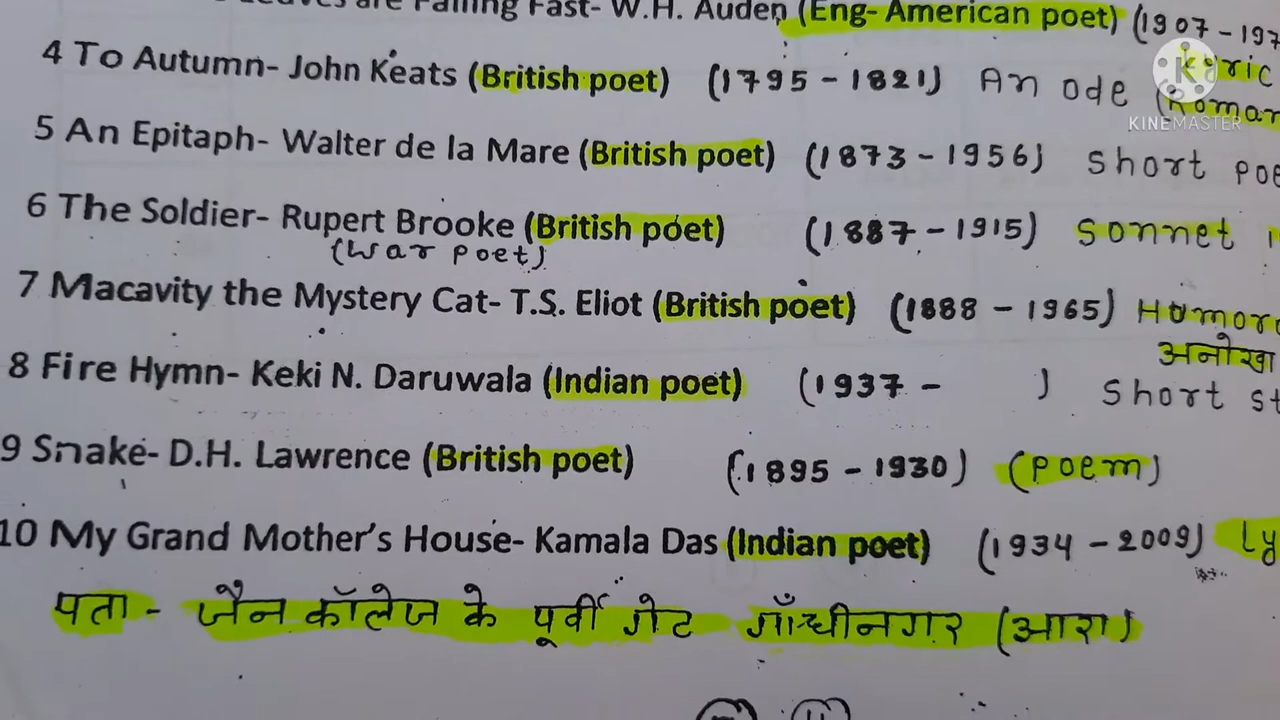 Leaves are Falling Fast- W.H. Auden (Eng- American poet) (1907-197
Lyric
4 To Autumn- John Keats (British poet) (1795-1821) An ode (Roman
KINEMASTER
5 An Epitaph- Walter de la Mare (British poet) (1873-1956) Short poe
6 The Soldier- Rupert Brooke (British poet) (1887-1915) Sonnet
(War poet)
7 Macavity the Mystery Cat- T.S. Eliot (British poet) (1888-1965) Humoro
अनोखा
8 Fire Hymn- Keki N. Daruwala (Indian poet) (1937- ) Short st
9 Snake- D.H. Lawrence (British poet) (1895-1930) (Poem)
10 My Grand Mother's House- Kamala Das (Indian poet) (1934-2009) Ly
पता - जैन कॉलेज के पूर्वी गेट गाँधीनगर (आरा)